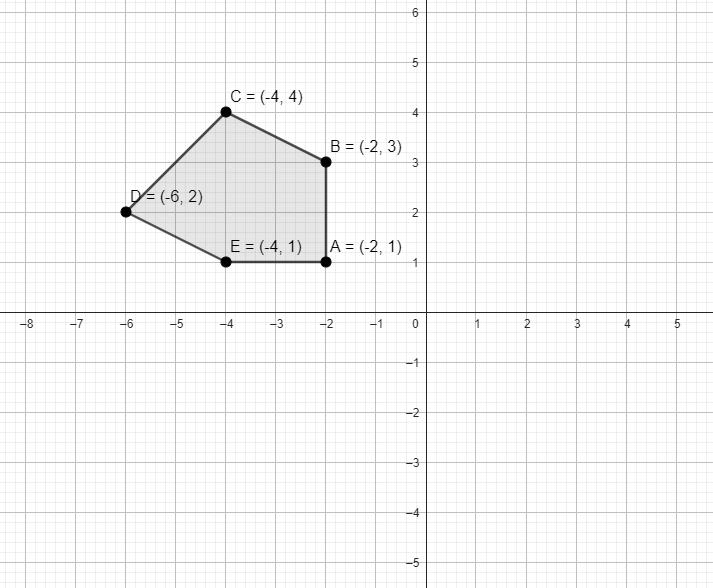 6
5
C = (-4, 4)
4
B = (-2, 3)
3
D = (-6, 2)
2
E = (-4, 1)
A = (-2, 1)
1
–8 –7 –6 –5 –4 –3 –2 –1 0 1 2 3 4 5
–1
–2
–3
–4
–5